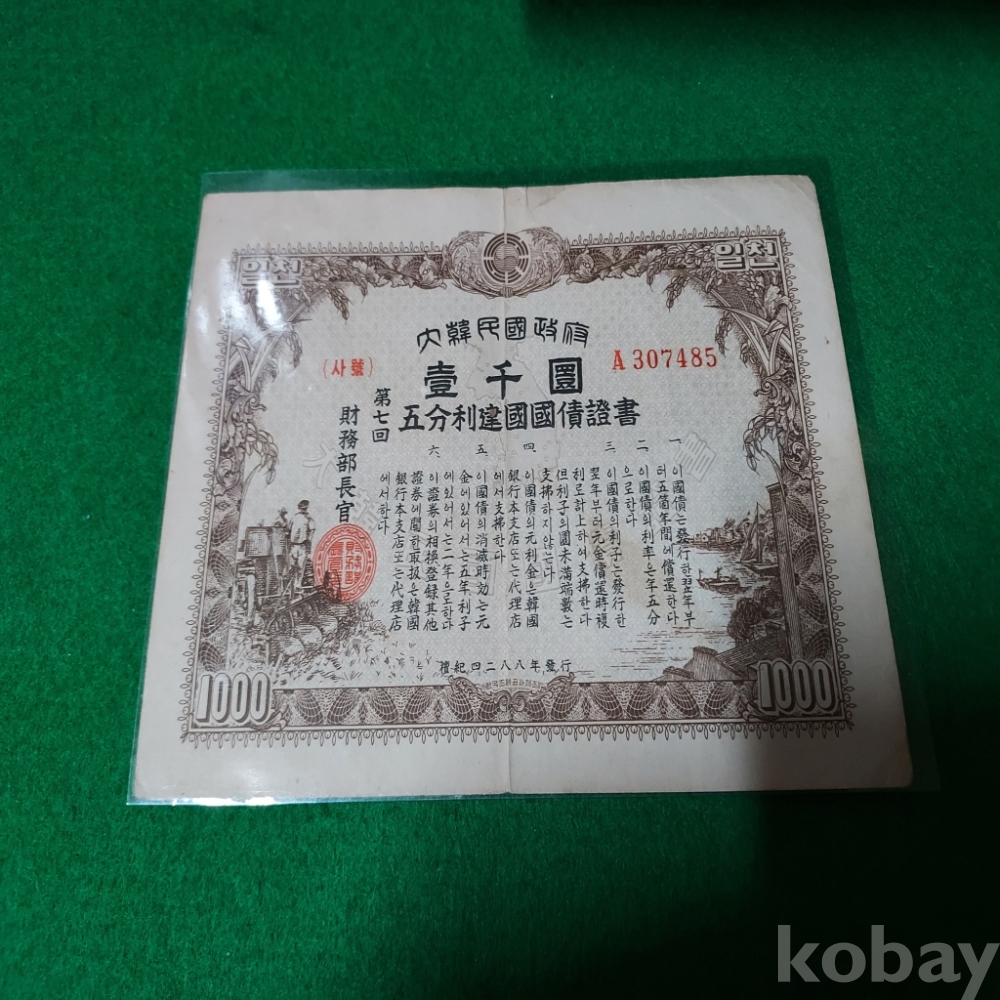 일천
일천
大韓民國政府
(사號)
壹千圜
A 307485
第七回
五分利建國國債證書
財務部長官
一 이國債는發行한翌年부
터五箇年間에償還한다
二 이國債의利率은年五分
으로한다
三 이國債의利子는發行한
翌年부터元金償還時複
利로計上하여支拂한다
但利子의圜未滿端數는
支拂하지않는다
四 이國債의元利金은韓國
銀行本支店또는代理店
에서支拂한다
五 이國債의消滅時効는元
金에있어서는五年利子
에있어서는二年으로한다
六 이證券의相換登録其他
證券에關한取扱은韓國
銀行本支店또는代理店
에서하다
檀紀四二八八年發行
1000
1000
kobay